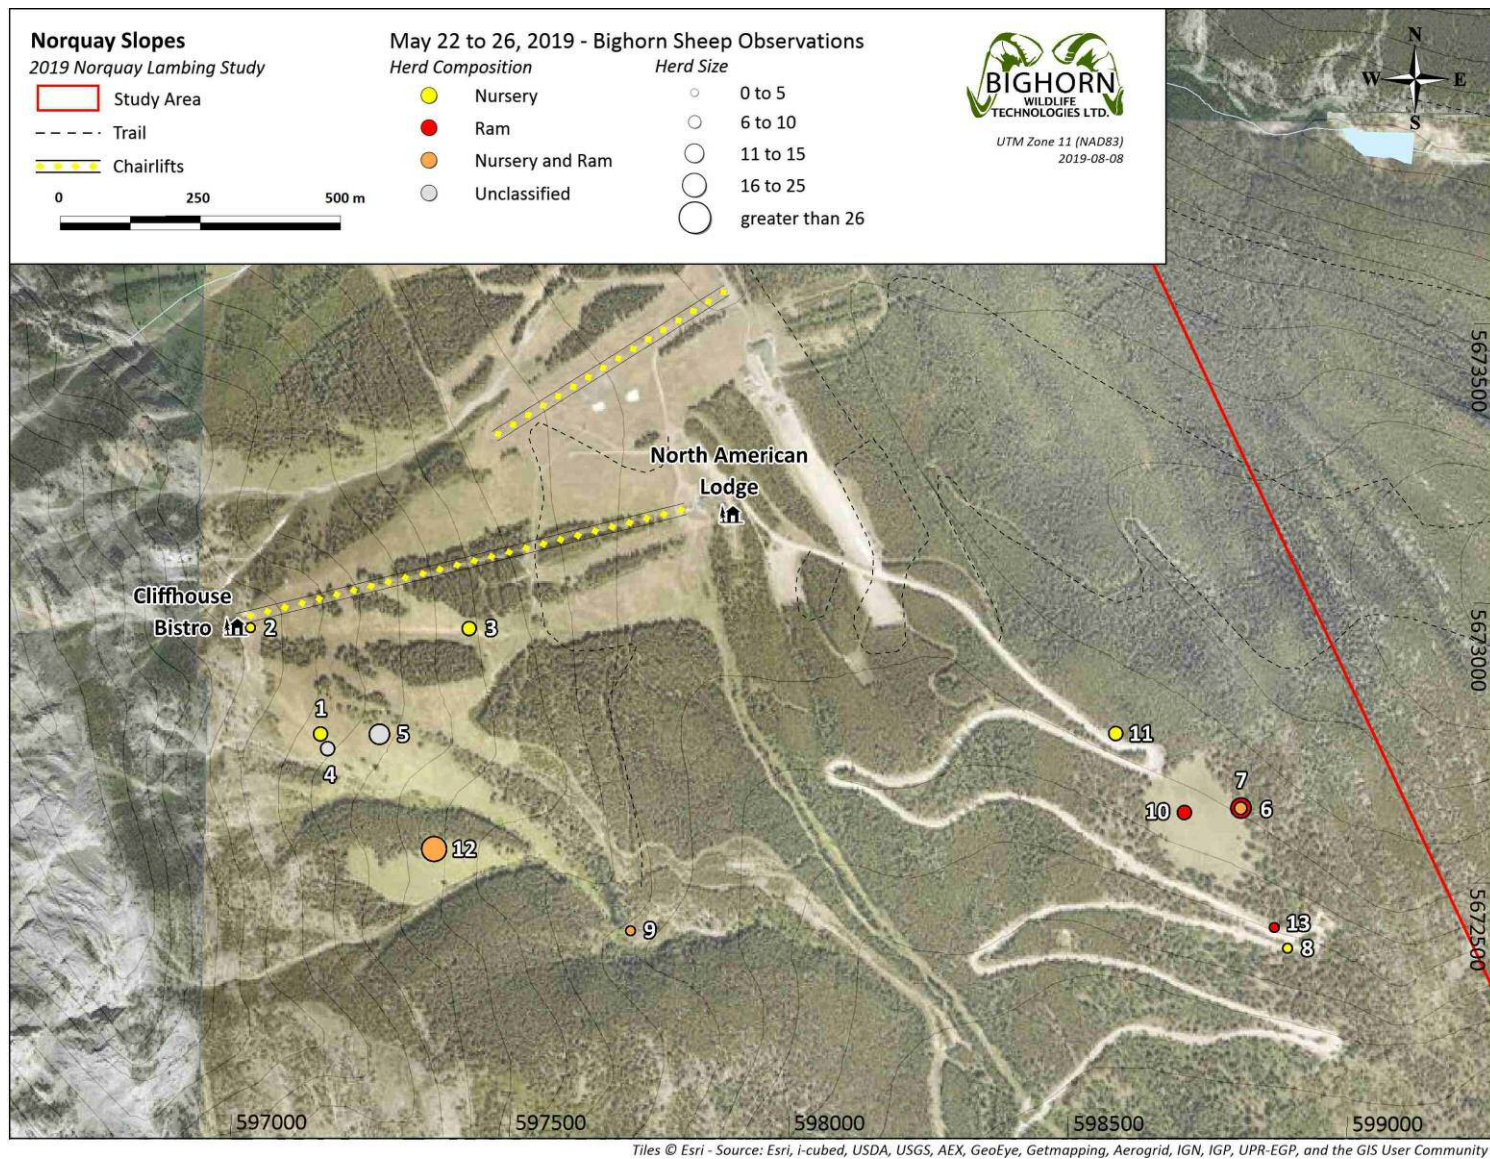 Norquay Slopes
2019 Norquay Lambing Study
Study Area
Trail
Chairlifts
0 250 500 m
May 22 to 26, 2019 - Bighorn Sheep Observations
Herd Composition
Nursery
Ram
Nursery and Ram
Unclassified
Herd Size
0 to 5
6 to 10
11 to 15
16 to 25
greater than 26
BIGHORN
WILDLIFE
TECHNOLOGIES LTD.
UTM Zone 11 (NAD83)
2019-08-08
N
W E
S
5673500
North American
Lodge
Cliffhouse
Bistro
2
3
5673000
1
5
4
11
7
10
6
12
9
13
8
5672500
597000 597500 598000 598500 599000
Tiles © Esri - Source: Esri, i-cubed, USDA, USGS, AEX, GeoEye, Getmapping, Aerogrid, IGN, IGP, UPR-EGP, and the GIS User Community